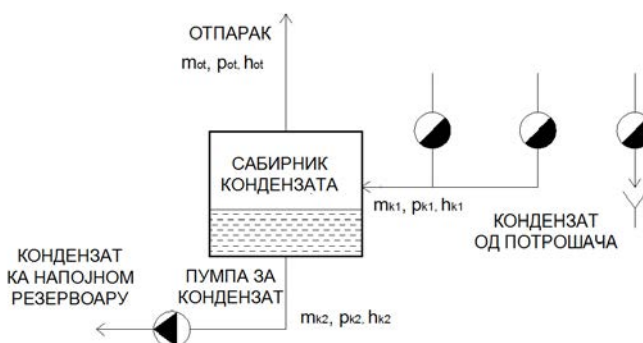 ОТПАРАК
mot, pot, hot
САБИРНИК
КОНДЕНЗАТА
mk1, pk1, hk1
КОНДЕНЗАТ
ОД ПОТРОШАЧА
КОНДЕНЗАТ
КА НАПОЈНОМ
РЕЗЕРВОАРУ
ПУМПА ЗА
КОНДЕНЗАТ
mk2, pk2, hk2